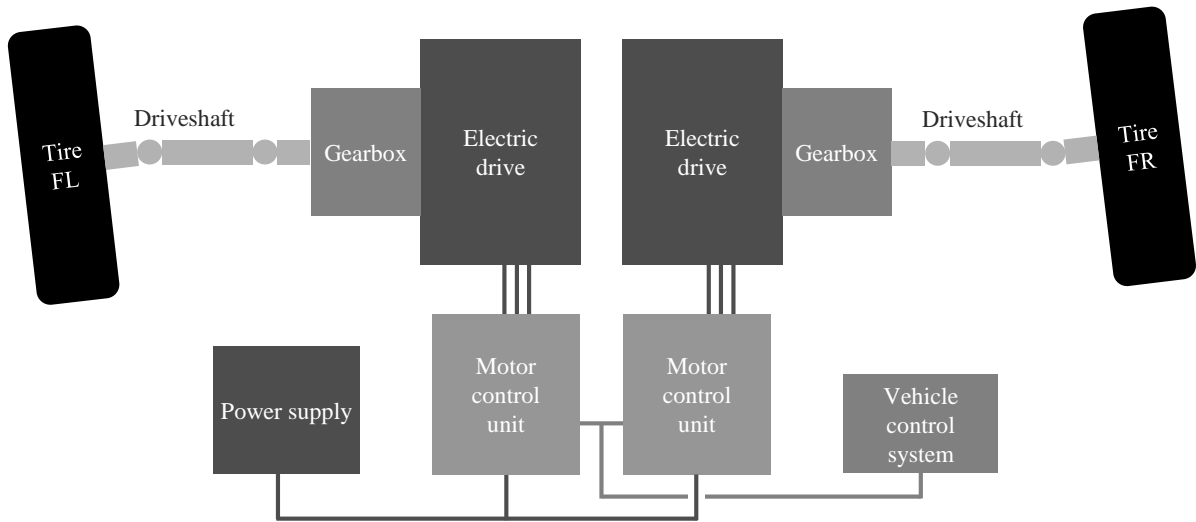 Tire
FL
Driveshaft
Gearbox
Electric
drive
Electric
drive
Gearbox
Driveshaft
Tire
FR
Power supply
Motor
control
unit
Motor
control
unit
Vehicle
control
system